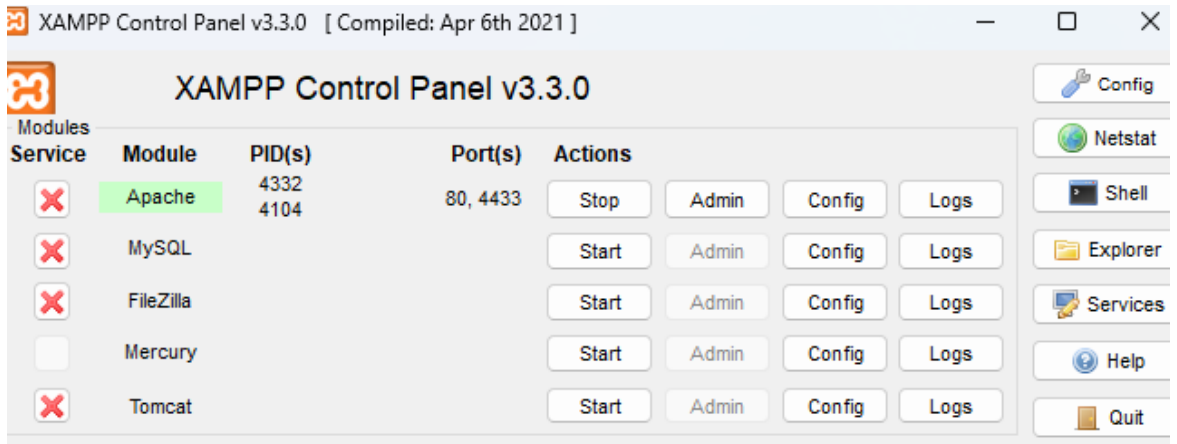 XAMPP Control Panel v3.3.0 [ Compiled: Apr 6th 2021 ]
XAMPP Control Panel v3.3.0
Config
Modules
Netstat
Service Module PID(s) Port(s) Actions
Apache 4332 4104 80, 4433 Stop Admin Config Logs
Shell
MySQL Start Admin Config Logs
Explorer
FileZilla Start Admin Config Logs
Services
Mercury Start Admin Config Logs
Help
Tomcat Start Admin Config Logs
Quit